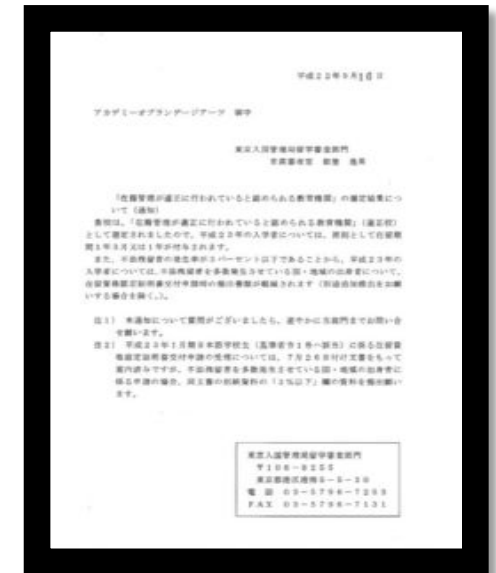 平成22年9月16日
アカデミーオブランゲージアーツ 御中
東京入国管理局留学審査部門
首席審査官
「在籍管理が適正に行われていると認められる教育機関」の選定結果につ
いて(通知)
貴校は、「在籍管理が適正に行われていると認められる教育機関」(適正校)
として選定されましたので、平成23年の入学者については、原則として在留期
間1年3月又は1年が付与されます。
また、不法残留者の発生率が3パーセント以下であることから、平成23年の
入学者については、不法残留者を多数発生させている国・地域の出身者について、
在留資格認定証明書交付申請時の提出書類が軽減されます(別途追加提出をお願
いする場合を除く。)。
注1) 本通知について質問がございましたら、速やかに当部門までお問い合
せ願います。
注2) 平成23年1月期日本語学校生(基準省令1号へ該当)に係る在留資
格認定証明書交付申請の受理については、7月26日付け文書をもって
案内済みですが、不法残留者を多数発生させている国・地域の出身者に
係る申請の場合、同文書の別紙資料の「3%以下」欄の資料を提出願い
ます。
東京入国管理局留学審査部門
〒108-8255
東京都港区港南5-5-30
電 話 03-5796-7253
FAX 03-5796-7131